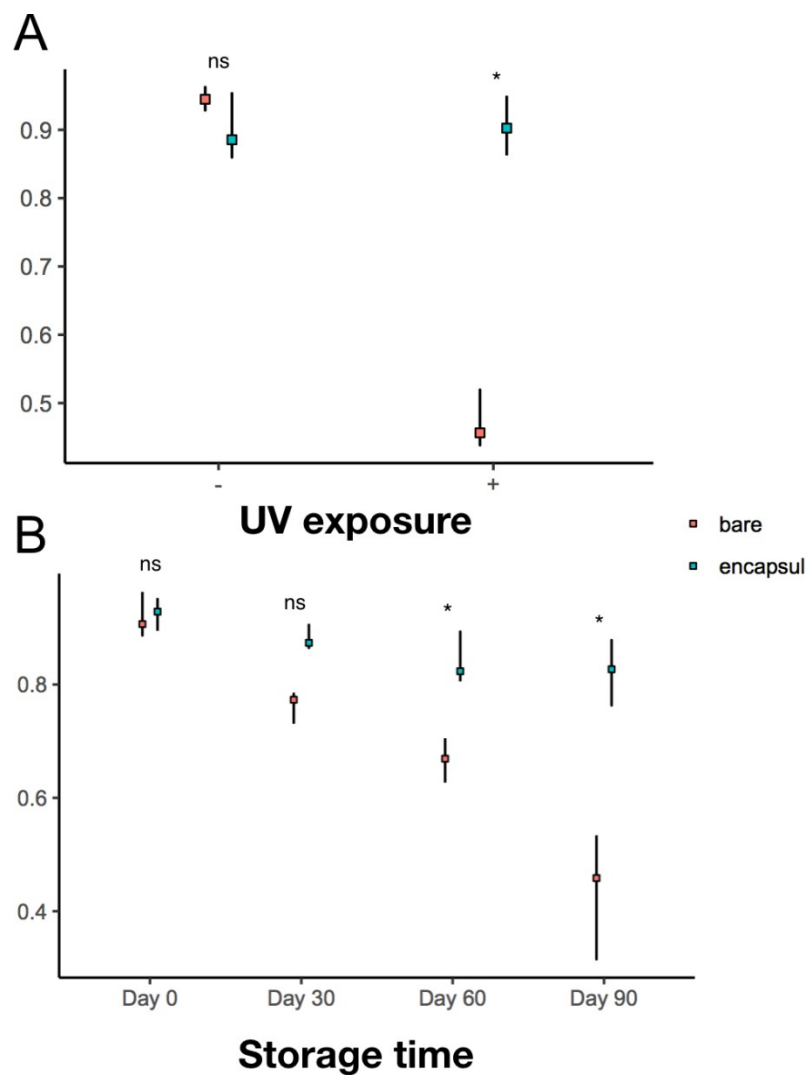 A
ns
*
0.9
0.8
0.7
0.6
0.5
- +
UV exposure
B
bare
encapsul
ns
ns
*
*
0.8
0.6
0.4
Day 0 Day 30 Day 60 Day 90
Storage time